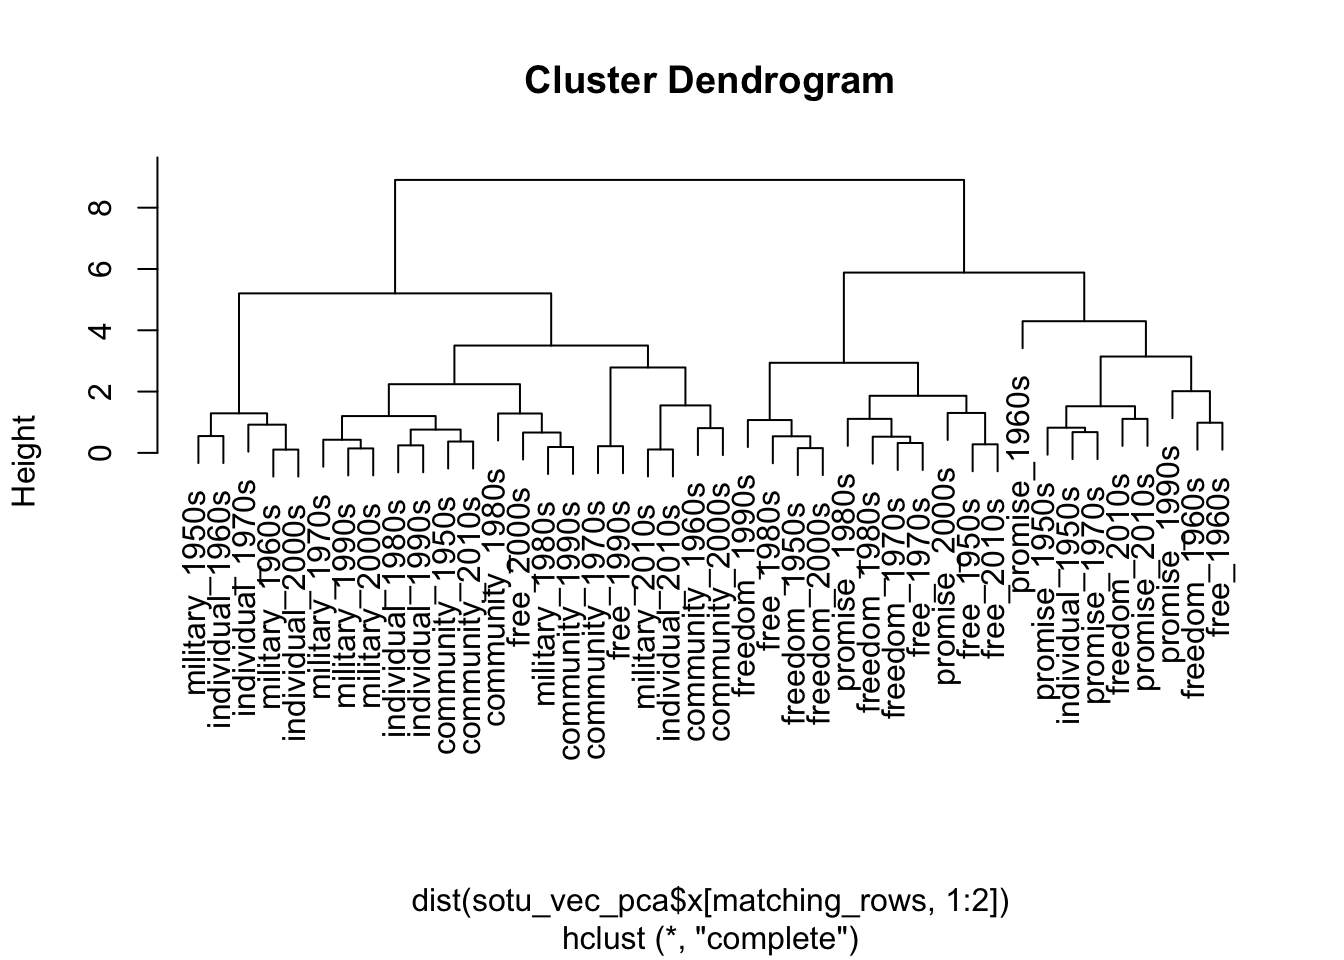 Cluster Dendrogram
Height
8
6
4
2
0
military_1950s
individual_1960s
individual_1970s
military_1960s
individual_2000s
military_1970s
military_1990s
military_2000s
individual_1980s
individual_1990s
community_1950s
community_2010s
community_1980s
free_2000s
military_1980s
community_1990s
community_1970s
free_1990s
military_2010s
individual_2010s
community_1960s
community_2000s
freedom_1990s
free_1980s
freedom_1950s
freedom_2000s
promise_1980s
freedom_1980s
freedom_1970s
free_1970s
promise_2000s
free_1950s
free_2010s
promise_1960s
promise_1950s
individual_1950s
promise_1970s
freedom_2010s
promise_2010s
promise_1990s
freedom_1960s
free_1960s
dist(sotu_vec_pca$x[matching_rows, 1:2])
hclust (*, "complete")